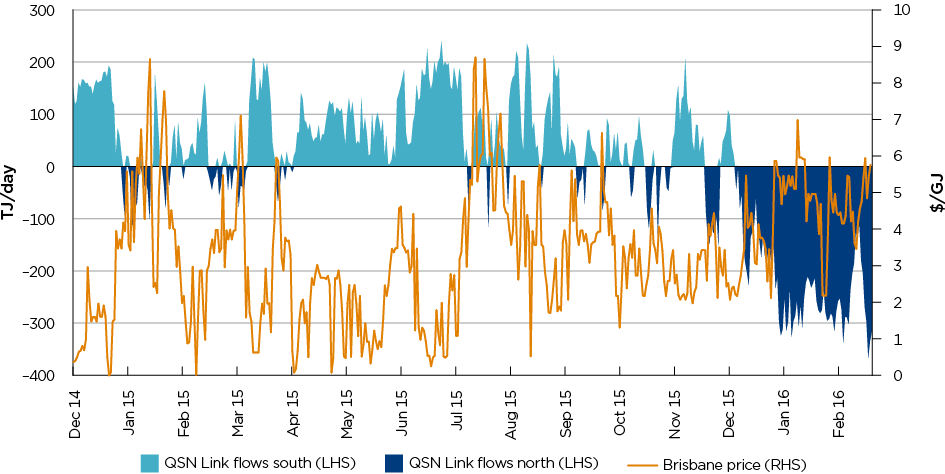 300
200
100
0
–100
–200
–300
–400
TJ/day
10
9
8
7
6
5
4
3
2
1
0
$/GJ
Dec 14
Jan 15
Feb 15
Mar 15
Apr 15
May 15
Jun 15
Jul 15
Aug 15
Sep 15
Oct 15
Nov 15
Dec 15
Jan 16
Feb 16
QSN Link flows south (LHS)
QSN Link flows north (LHS)
Brisbane price (RHS)